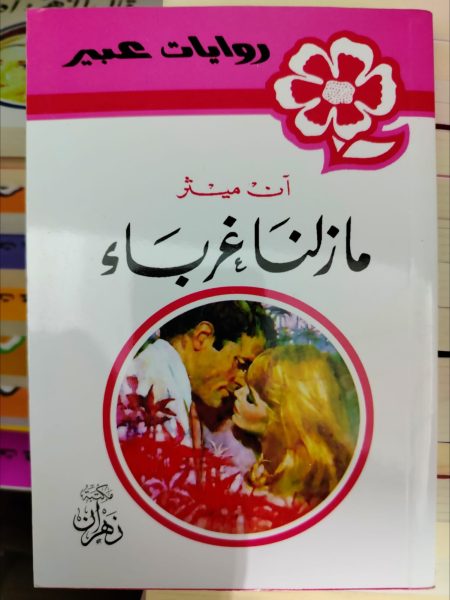 روايات عبير
آن ميثر
مازلنا غرباء
مكتبة
زهران